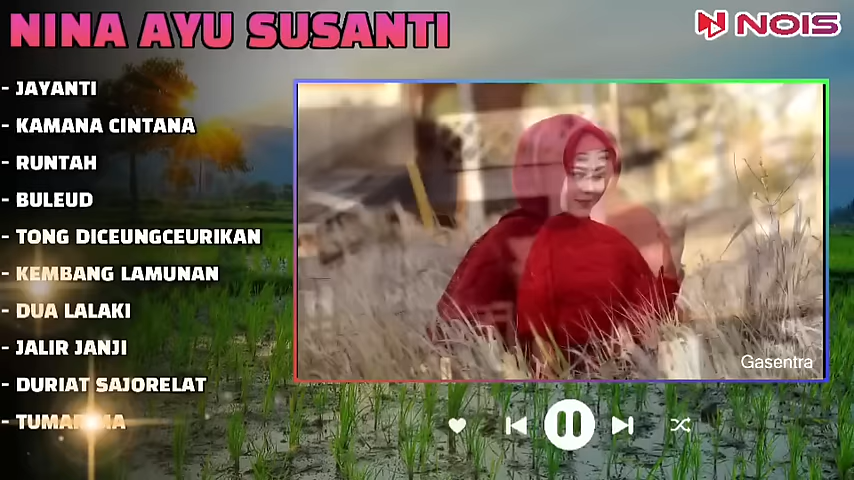 NINA AYU SUSANTI
NOIS
- JAYANTI
- KAMANA CINTANA
- RUNTAH
- BULEUD
- TONG DICEUNGCEURIKAN
- KEMBANG LAMUNAN
- DUA LALAKI
- JALIR JANJI
- DURIAT SAJORELAT
Gasentra